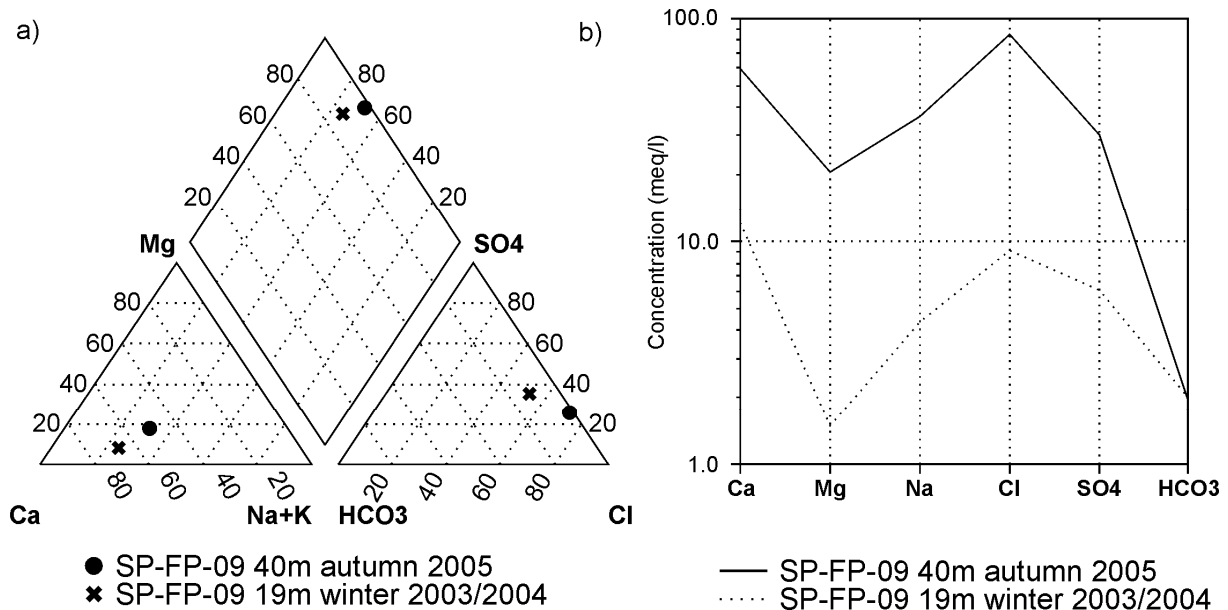 a)
80 80
60 60
40 40
20 20
Mg SO4
80 80
60 60
40 40
20 20
80 60 20 20 40 60 80
Ca Na+K HCO3 Cl
SP-FP-09 40m autumn 2005
SP-FP-09 19m winter 2003/2004
b)
100.0
10.0
1.0
Concentration (meq/l)
Ca Mg Na Cl SO4 HCO3
SP-FP-09 40m autumn 2005
SP-FP-09 19m winter 2003/2004